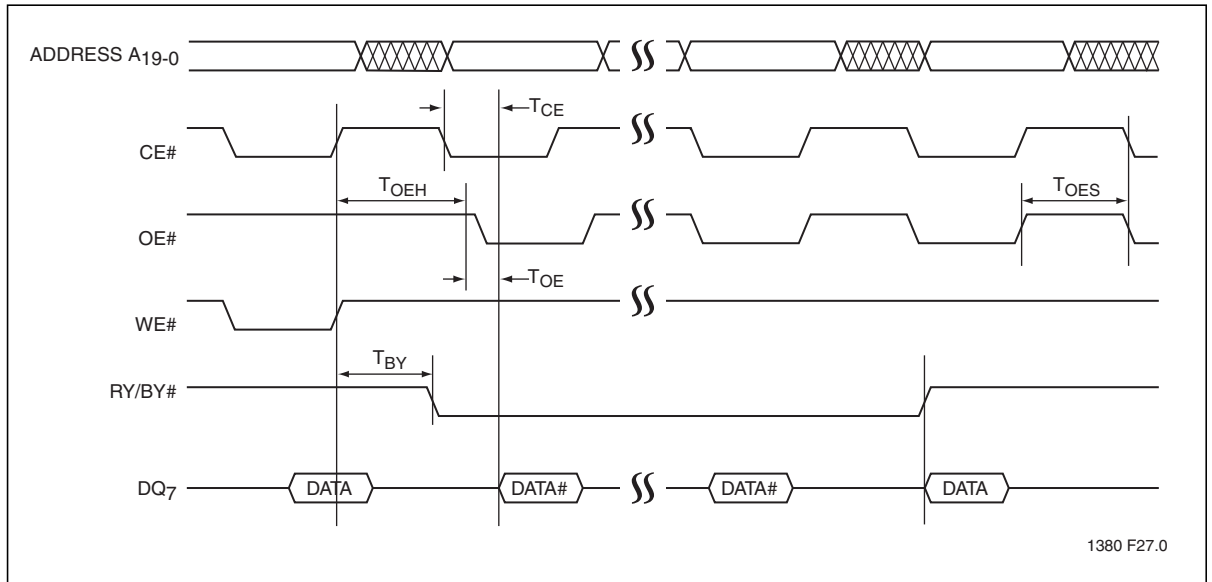 ADDRESS A19-0
TCE
CE#
TOEH
TOES
OE#
TOE
WE#
TBY
RY/BY#
DQ7
DATA
DATA#
DATA#
DATA
1380 F27.0